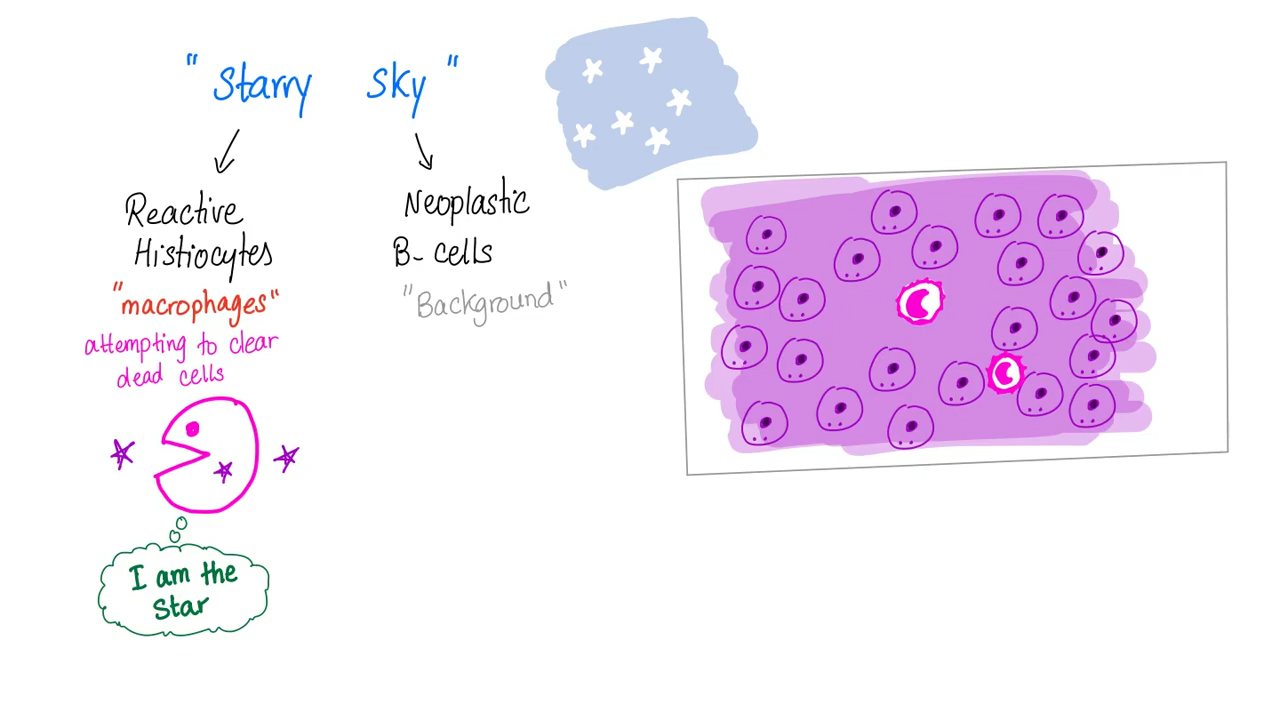 "Starry Sky"
Reactive
Histiocytes
"macrophages"
attempting to clear
dead cells
Neoplastic
B-cells
"Background"
I am the
Star